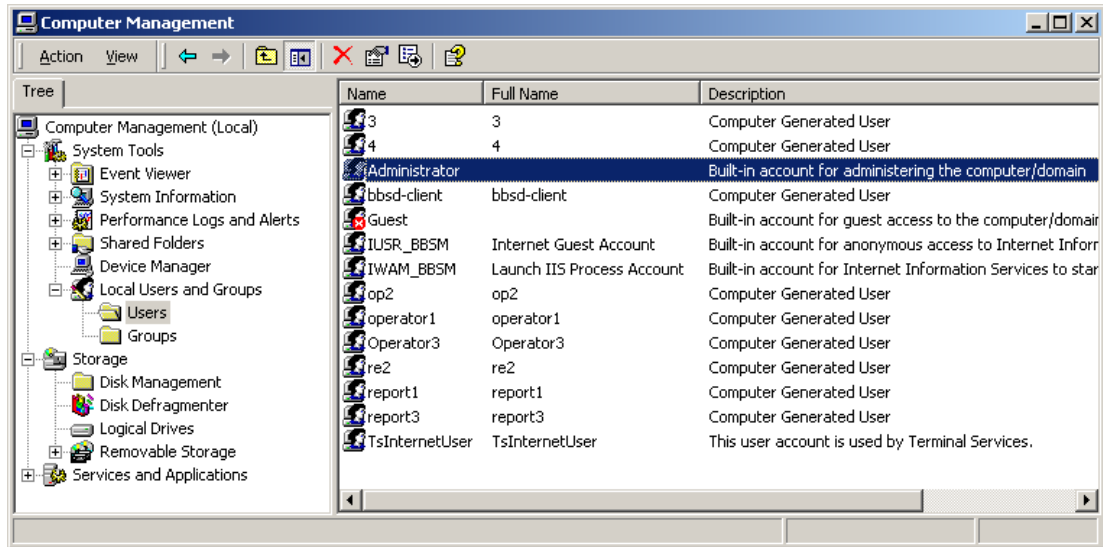 Computer Management
Action View
Tree
Name Full Name Description
Computer Management (Local)
System Tools
Event Viewer
System Information
Performance Logs and Alerts
Shared Folders
Device Manager
Local Users and Groups
Users
Groups
Storage
Disk Management
Disk Defragmenter
Logical Drives
Removable Storage
Services and Applications
3 3 Computer Generated User
4 4 Computer Generated User
Administrator Built-in account for administering the computer/domain
bbsd-client bbsd-client Computer Generated User
Guest Built-in account for guest access to the computer/domair
IUSR_BBSM Internet Guest Account Built-in account for anonymous access to Internet Inforr
IWAM_BBSM Launch IIS Process Account Built-in account for Internet Information Services to star
op2 op2 Computer Generated User
operator1 operator1 Computer Generated User
Operator3 Operator3 Computer Generated User
re2 re2 Computer Generated User
report1 report1 Computer Generated User
report3 report3 Computer Generated User
TsInternetUser TsInternetUser This user account is used by Terminal Services.